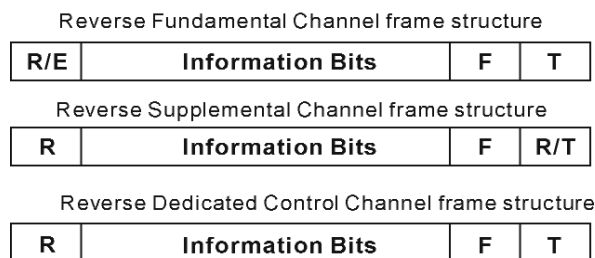 Reverse Fundamental Channel frame structure
R/E Information Bits F T
Reverse Supplemental Channel frame structure
R Information Bits F R/T
Reverse Dedicated Control Channel frame structure
R Information Bits F T